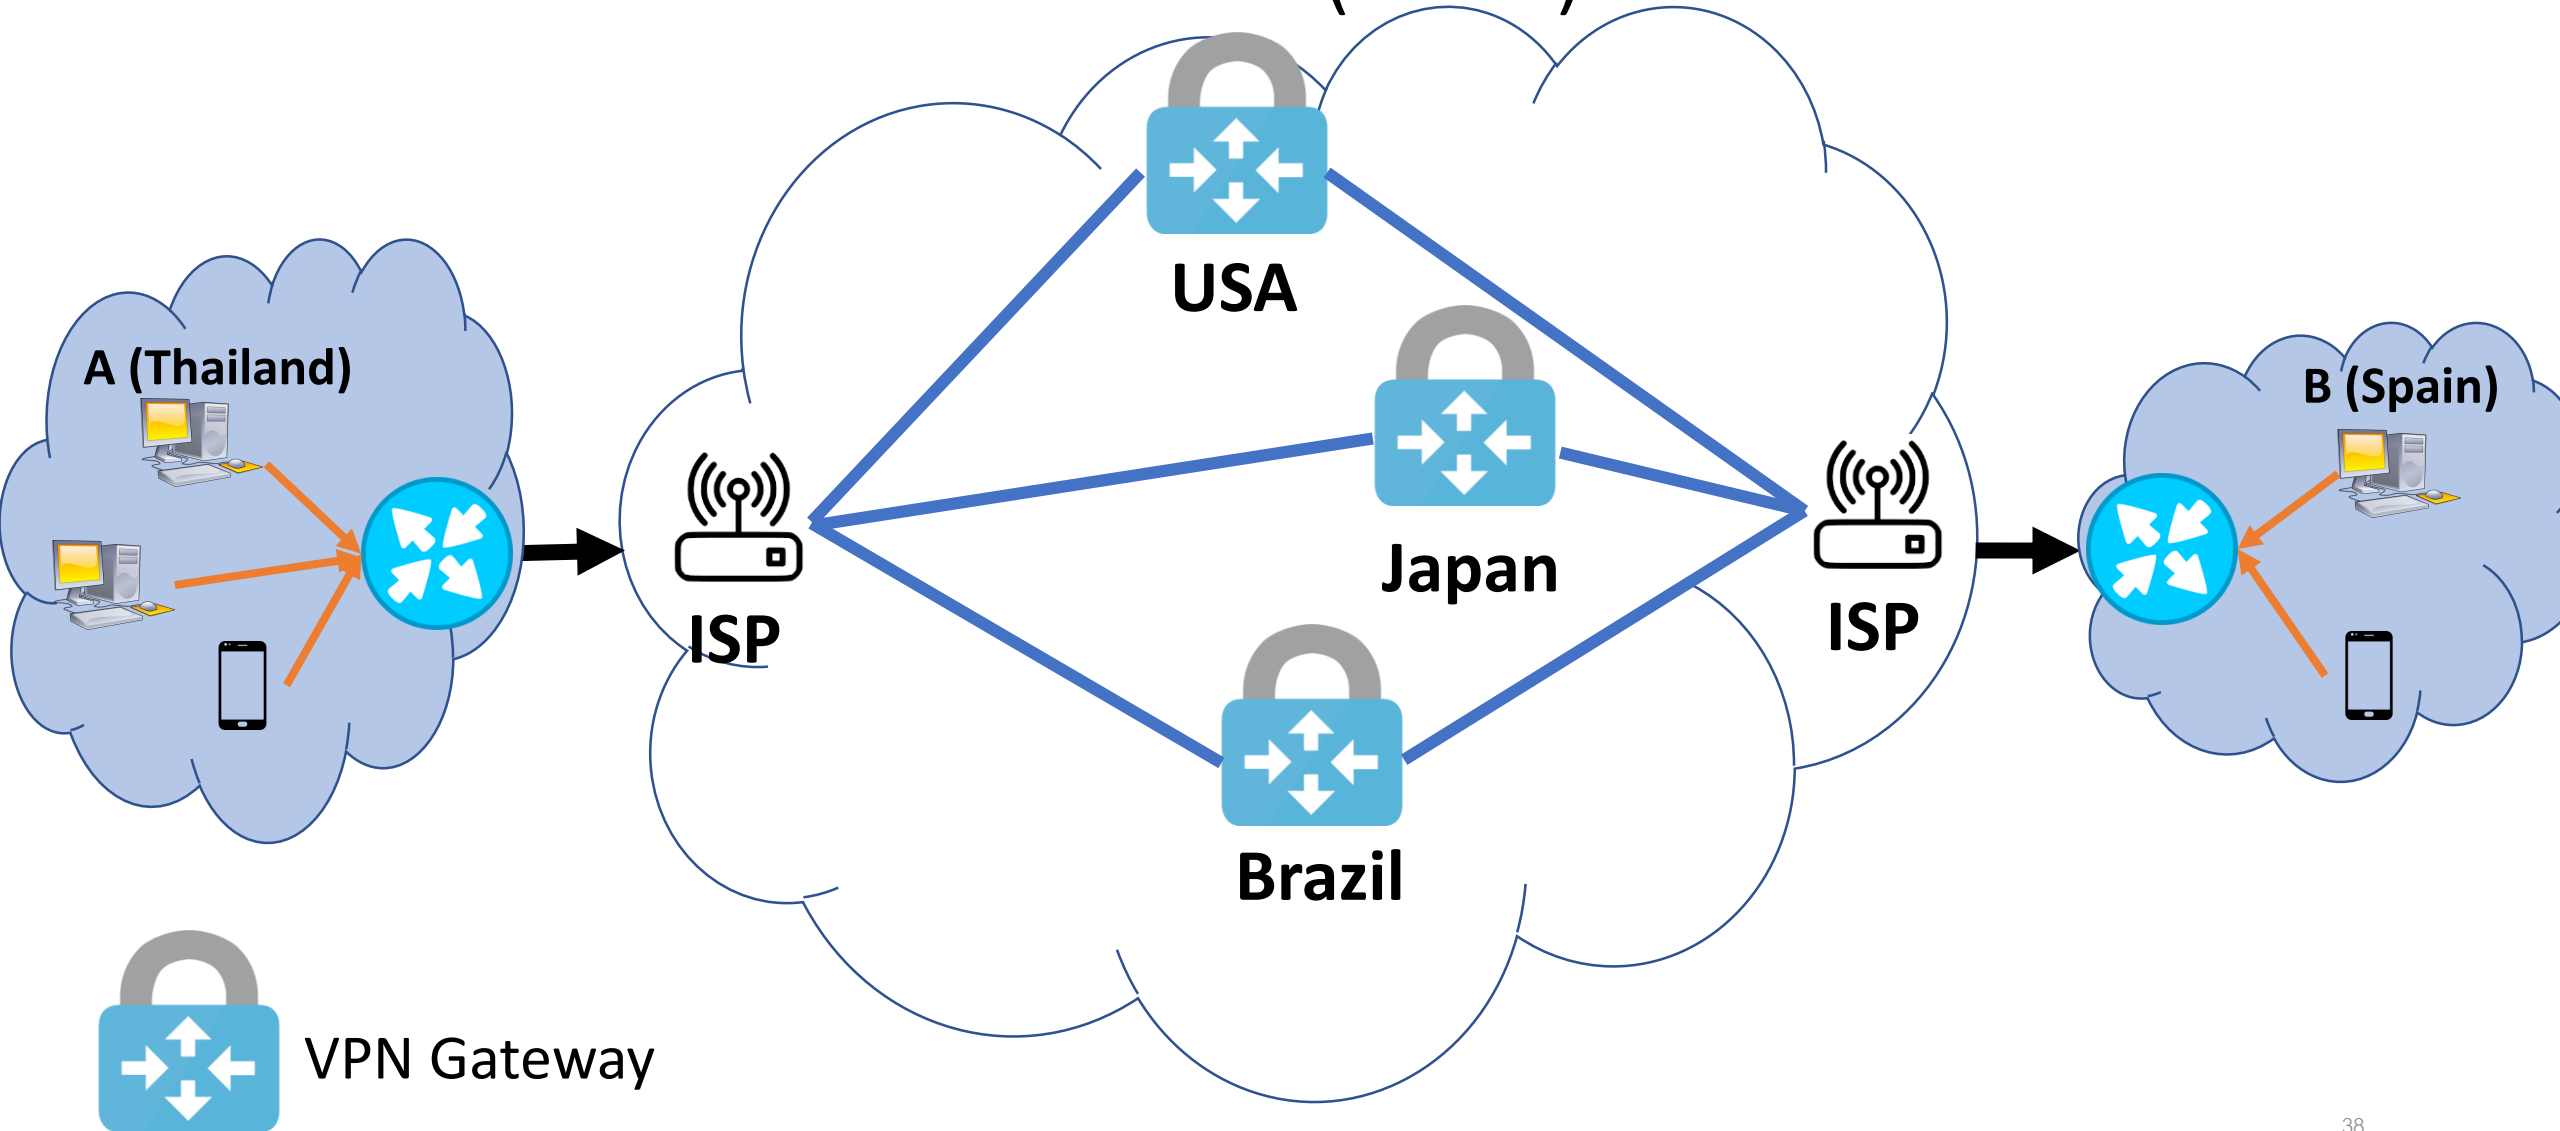 USA
A (Thailand)
B (Spain)
Japan
ISP
ISP
Brazil
VPN Gateway
38